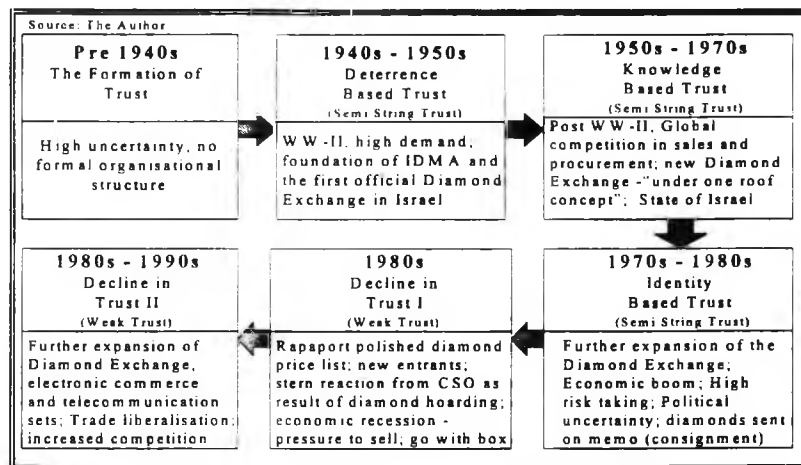 Source: The Author
Pre 1940s
The Formation of
Trust
High uncertainty, no
formal organisational
structure
1940s - 1950s
Deterrence
Based Trust
(Semi String Trust)
WW-II, high demand,
foundation of IDMA and
the first official Diamond
Exchange in Israel
1950s - 1970s
Knowledge
Based Trust
(Semi String Trust)
Post WW-II, Global
competition in sales and
procurement; new Diamond
Exchange -"under one roof
concept"; State of Israel
1970s - 1980s
Identity
Based Trust
(Semi String Trust)
Further expansion of the
Diamond Exchange;
Economic boom; High
risk taking; Political
uncertainty; diamonds sent
on memo (consignment)
1980s
Decline in
Trust I
(Weak Trust)
Rapaport polished diamond
price list; new entrants;
stern reaction from CSO as
result of diamond hoarding;
economic recession -
pressure to sell; go with box
1980s - 1990s
Decline in
Trust II
(Weak Trust)
Further expansion of
Diamond Exchange,
electronic commerce
and telecommunication
sets; Trade liberalisation;
increased competition